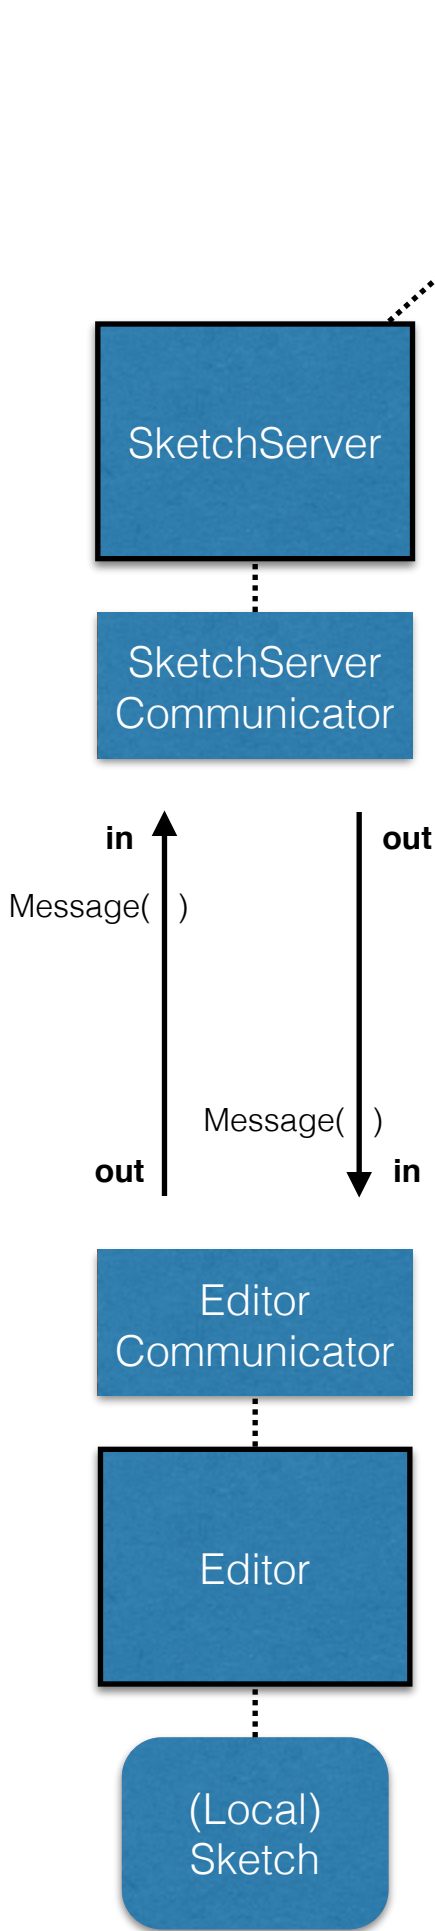 SketchServer
SketchServer
Communicator
in
out
Message( )
Message( )
out
in
Editor
Communicator
Editor
(Local)
Sketch